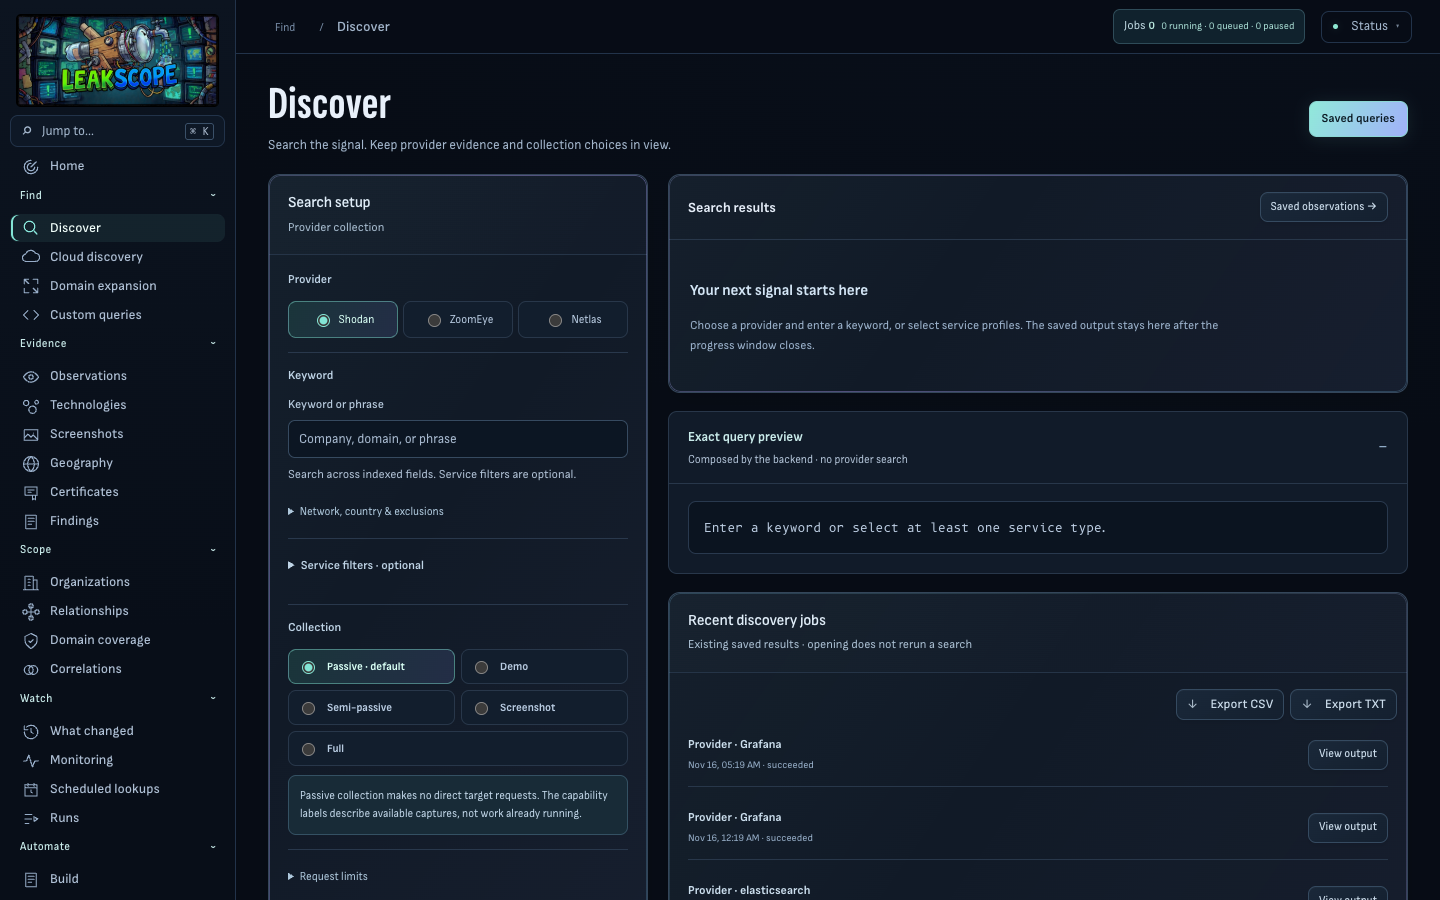 LEAKSCOPE
Jump to...
⌘ K
Home
Find
Discover
Cloud discovery
Domain expansion
Custom queries
Evidence
Observations
Technologies
Screenshots
Geography
Certificates
Findings
Scope
Organizations
Relationships
Domain coverage
Correlations
Watch
What changed
Monitoring
Scheduled lookups
Runs
Automate
Build
Find / Discover
Jobs 0 0 running · 0 queued · 0 paused
Status
Discover
Search the signal. Keep provider evidence and collection choices in view.
Saved queries
Search setup
Provider collection
Provider
Shodan
ZoomEye
Netlas
Keyword
Keyword or phrase
Company, domain, or phrase
Search across indexed fields. Service filters are optional.
Network, country & exclusions
Service filters · optional
Collection
Passive · default
Demo
Semi-passive
Screenshot
Full
Passive collection makes no direct target requests. The capability
labels describe available captures, not work already running.
Request limits
Search results
Saved observations →
Your next signal starts here
Choose a provider and enter a keyword, or select service profiles. The saved output stays here after the
progress window closes.
Exact query preview
Composed by the backend · no provider search
−
Enter a keyword or select at least one service type.
Recent discovery jobs
Existing saved results · opening does not rerun a search
↓ Export CSV
↓ Export TXT
Provider · Grafana
Nov 16, 05:19 AM · succeeded
View output
Provider · Grafana
Nov 16, 12:19 AM · succeeded
View output
Provider · elasticsearch
View output